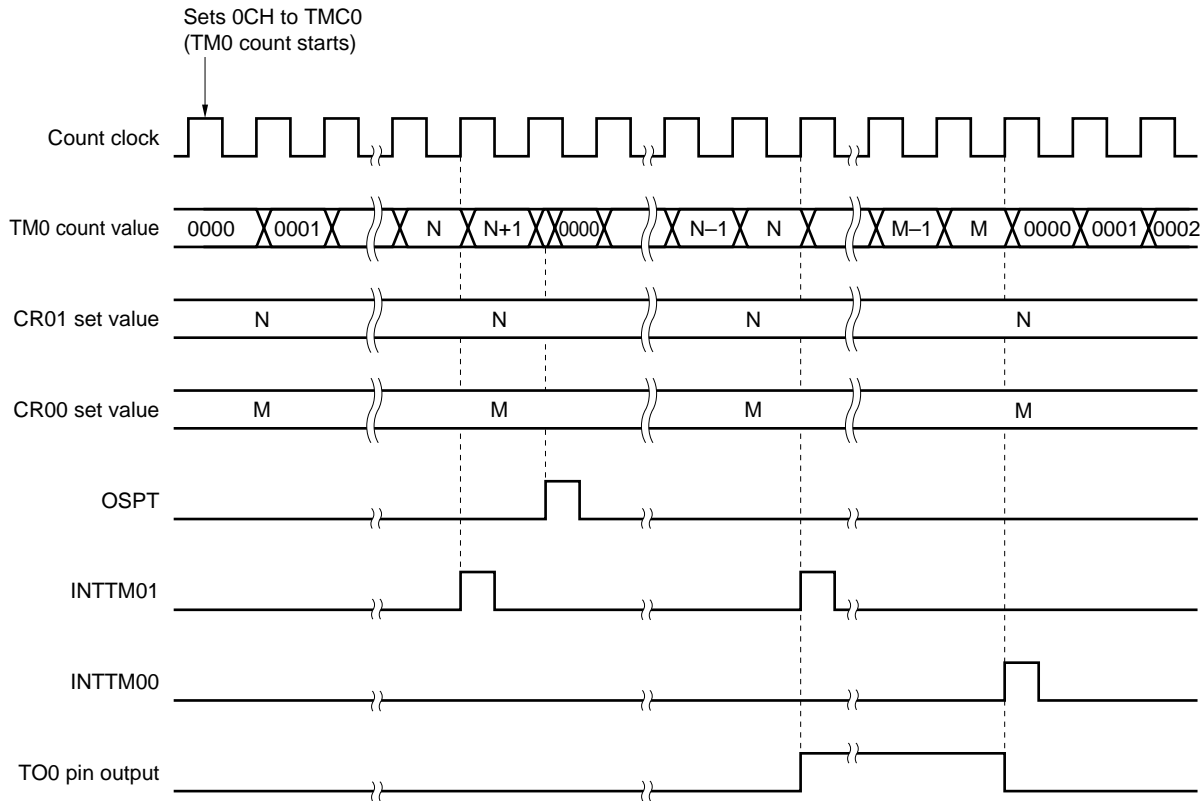 Sets 0CH to TMC0
(TM0 count starts)
Count clock
TM0 count value 0000 0001 N N+1 0000 N–1 N M–1 M 0000 0001 0002
CR01 set value N N N N
CR00 set value M M M M
OSPT
INTTM01
INTTM00
TO0 pin output